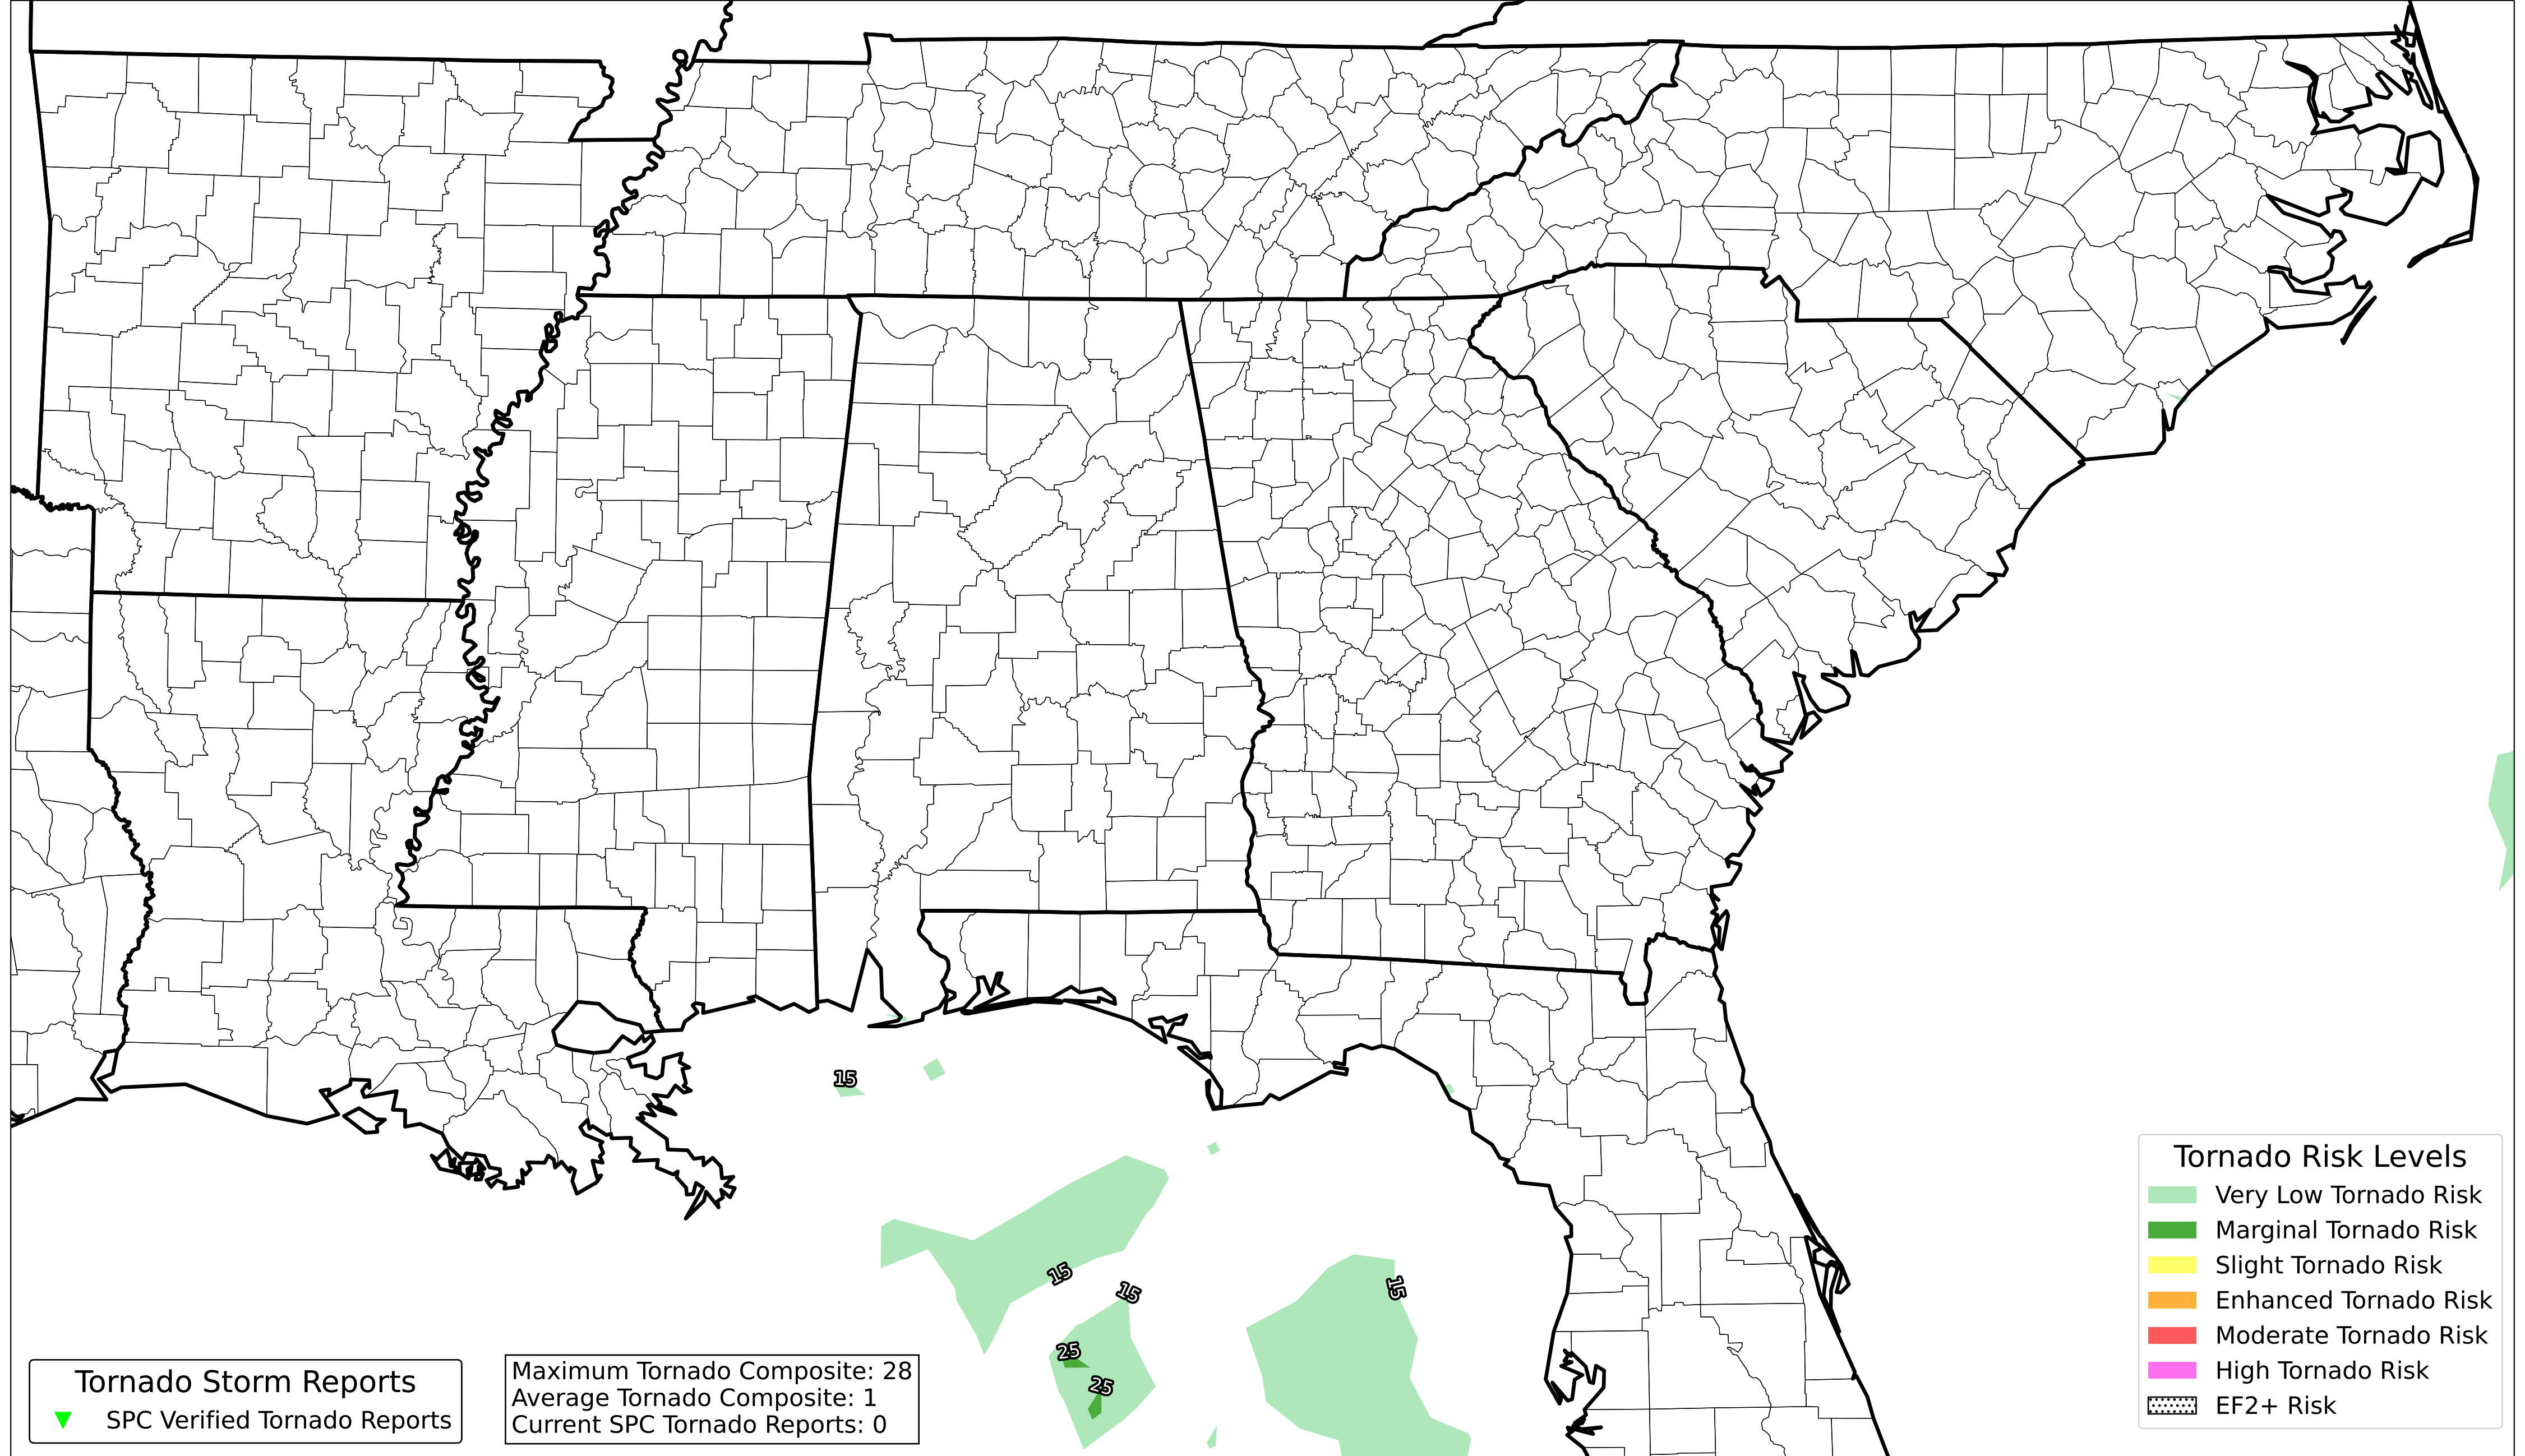 15
15
15
15
25
25
Tornado Storm Reports
SPC Verified Tornado Reports
Maximum Tornado Composite: 28
Average Tornado Composite: 1
Current SPC Tornado Reports: 0
Tornado Risk Levels
Very Low Tornado Risk
Marginal Tornado Risk
Slight Tornado Risk
Enhanced Tornado Risk
Moderate Tornado Risk
High Tornado Risk
EF2+ Risk